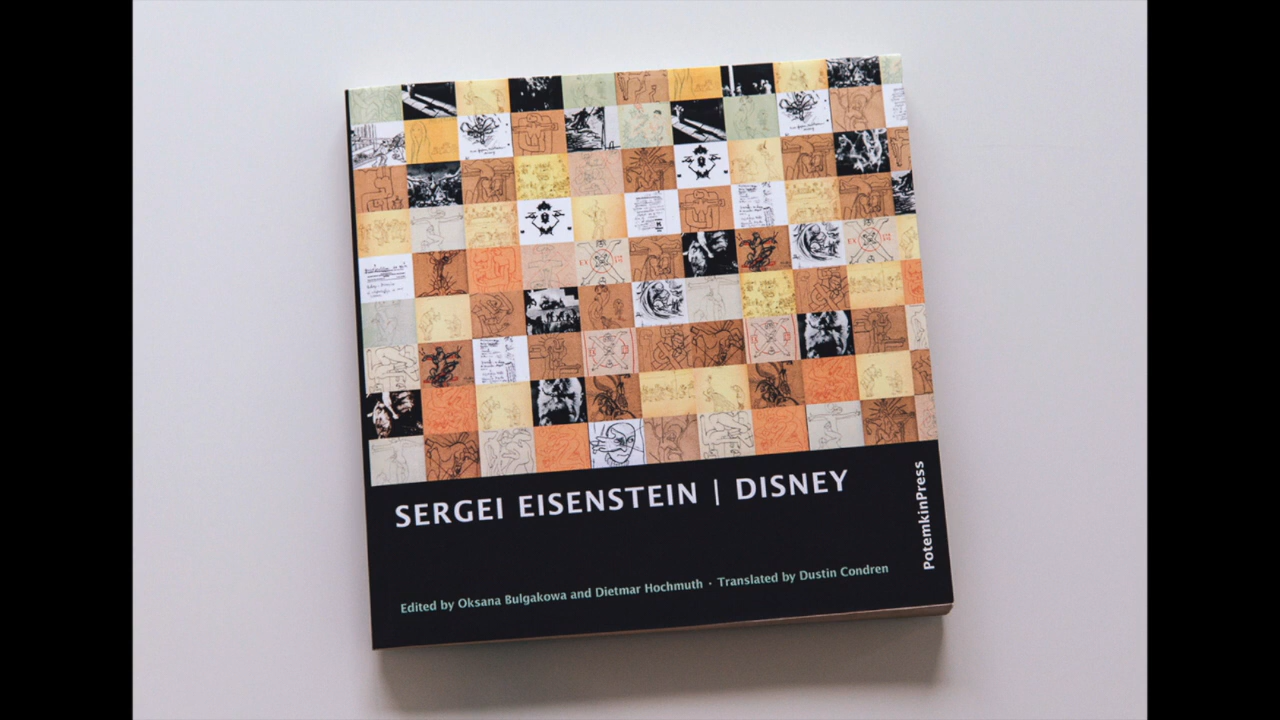 SERGEI EISENSTEIN | DISNEY
Edited by Oksana Bulgakowa and Dietmar Hochmuth · Translated by Dustin Condren
PotemkinPress